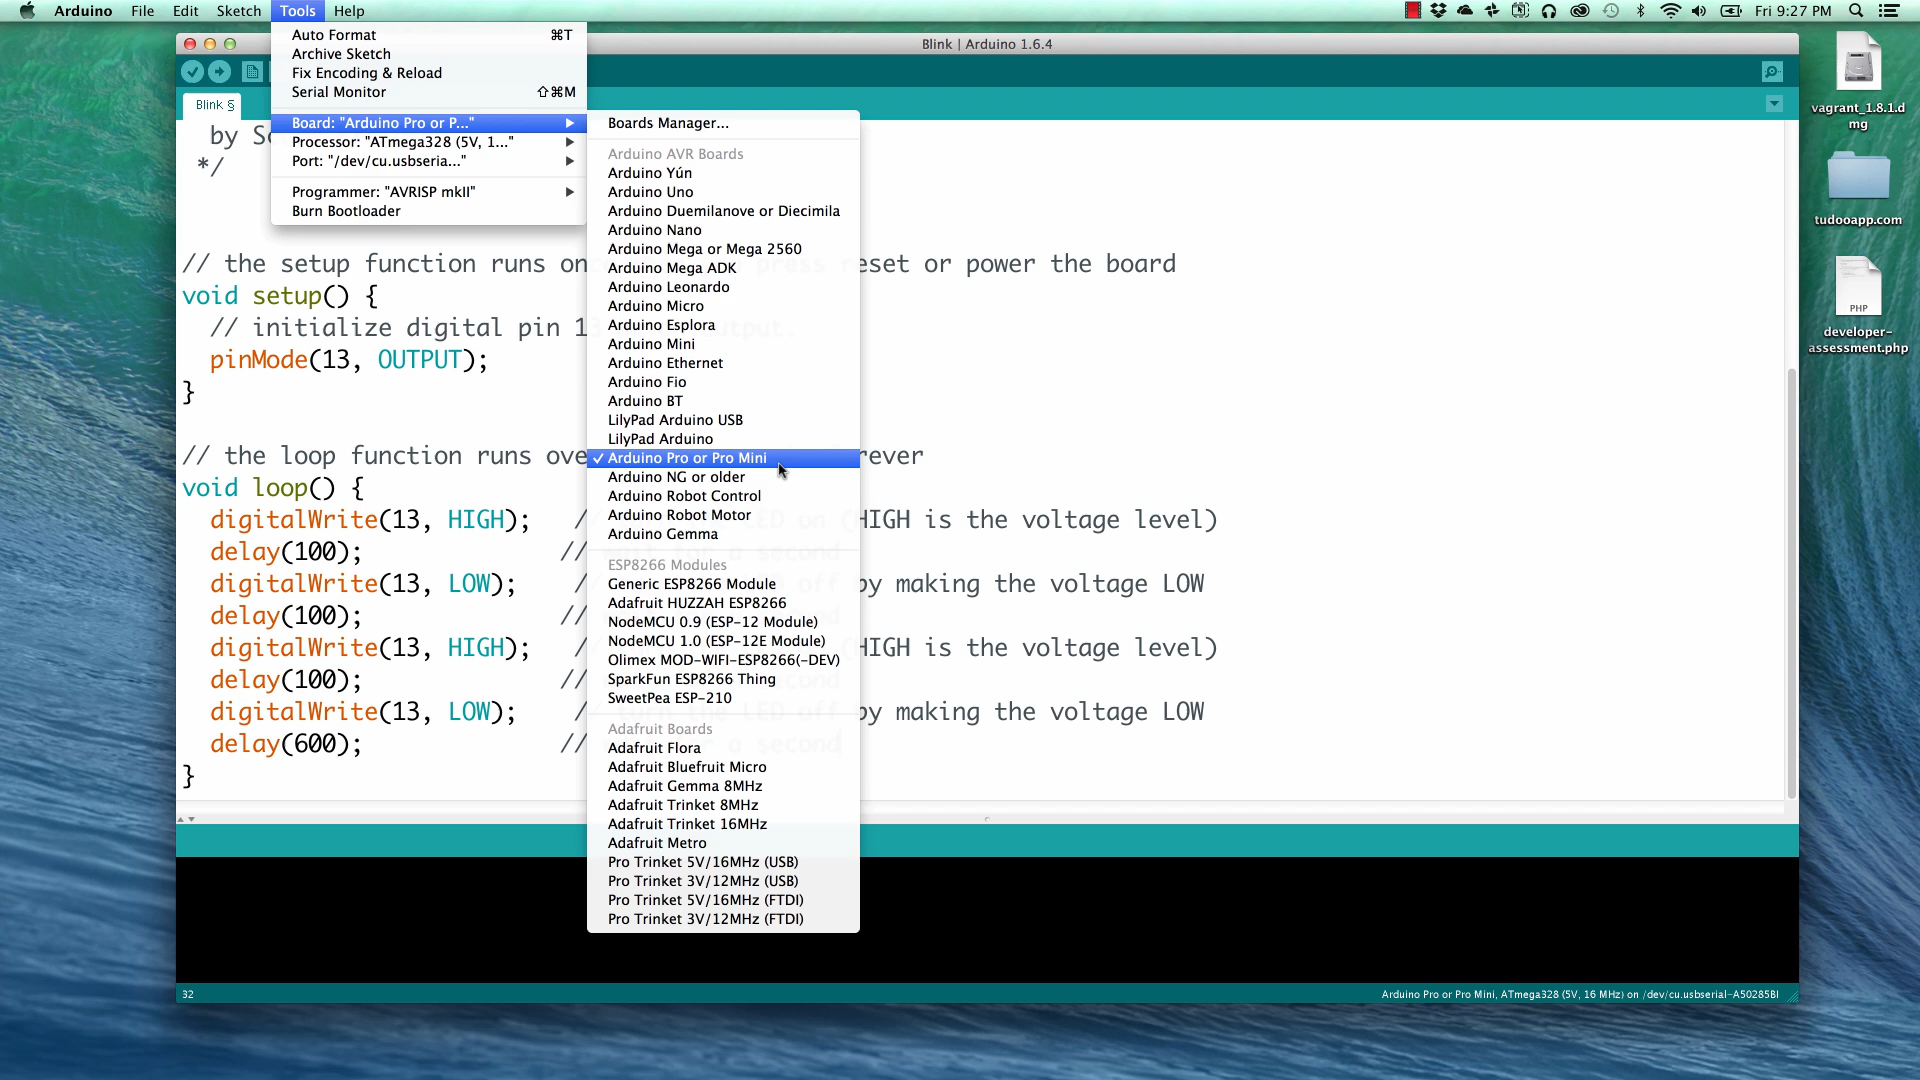 Arduino File Edit Sketch Tools Help
Fri 9:27 PM
Auto Format ⌘T
Archive Sketch
Fix Encoding & Reload
Serial Monitor ⇧⌘M
Board: "Arduino Pro or P..."
Processor: "ATmega328 (5V, 1..."
Port: "/dev/cu.usbseria..."
Programmer: "AVRISP mkII"
Burn Bootloader
Blink | Arduino 1.6.4
Blink §
Boards Manager...
Arduino AVR Boards
Arduino Yún
Arduino Uno
Arduino Duemilanove or Diecimila
Arduino Nano
Arduino Mega or Mega 2560
Arduino Mega ADK
Arduino Leonardo
Arduino Micro
Arduino Esplora
Arduino Mini
Arduino Ethernet
Arduino Fio
Arduino BT
LilyPad Arduino USB
LilyPad Arduino
✓ Arduino Pro or Pro Mini
Arduino NG or older
Arduino Robot Control
Arduino Robot Motor
Arduino Gemma
ESP8266 Modules
Generic ESP8266 Module
Adafruit HUZZAH ESP8266
NodeMCU 0.9 (ESP-12 Module)
NodeMCU 1.0 (ESP-12E Module)
Olimex MOD-WIFI-ESP8266(-DEV)
SparkFun ESP8266 Thing
SweetPea ESP-210
Adafruit Boards
Adafruit Flora
Adafruit Bluefruit Micro
Adafruit Gemma 8MHz
Adafruit Trinket 8MHz
Adafruit Trinket 16MHz
Adafruit Metro
Pro Trinket 5V/16MHz (USB)
Pro Trinket 3V/12MHz (USB)
Pro Trinket 5V/16MHz (FTDI)
Pro Trinket 3V/12MHz (FTDI)
by
*/
// the setup function runs press reset or power the board
void setup() {
// initialize digital pin
pinMode(13, OUTPUT);
}
// the loop function runs
void loop() {
digitalWrite(13, HIGH); // (HIGH is the voltage level)
delay(100); // wait for a second
digitalWrite(13, LOW); // off by making the voltage LOW
delay(100); //
digitalWrite(13, HIGH); // HIGH is the voltage level)
delay(100); // second
digitalWrite(13, LOW); // turn the LED off by making the voltage LOW
delay(600); // a second
}
32
Arduino Pro or Pro Mini, ATmega328 (5V, 16 MHz) on /dev/cu.usbserial-A50285BI
vagrant_1.8.1.d
mg
tudooapp.com
PHP
developer-
assessment.php